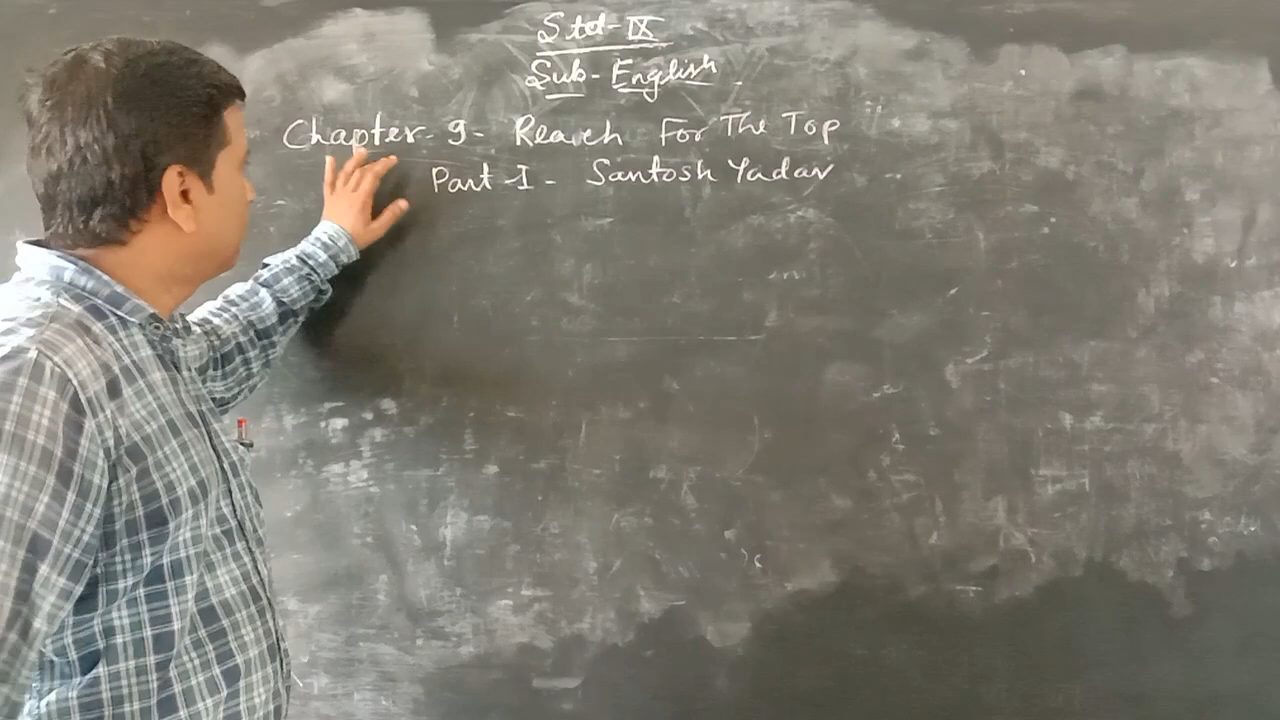 Std-IX
Sub-English
Chapter-9- Reach For The Top
Part-I- Santosh Yadav